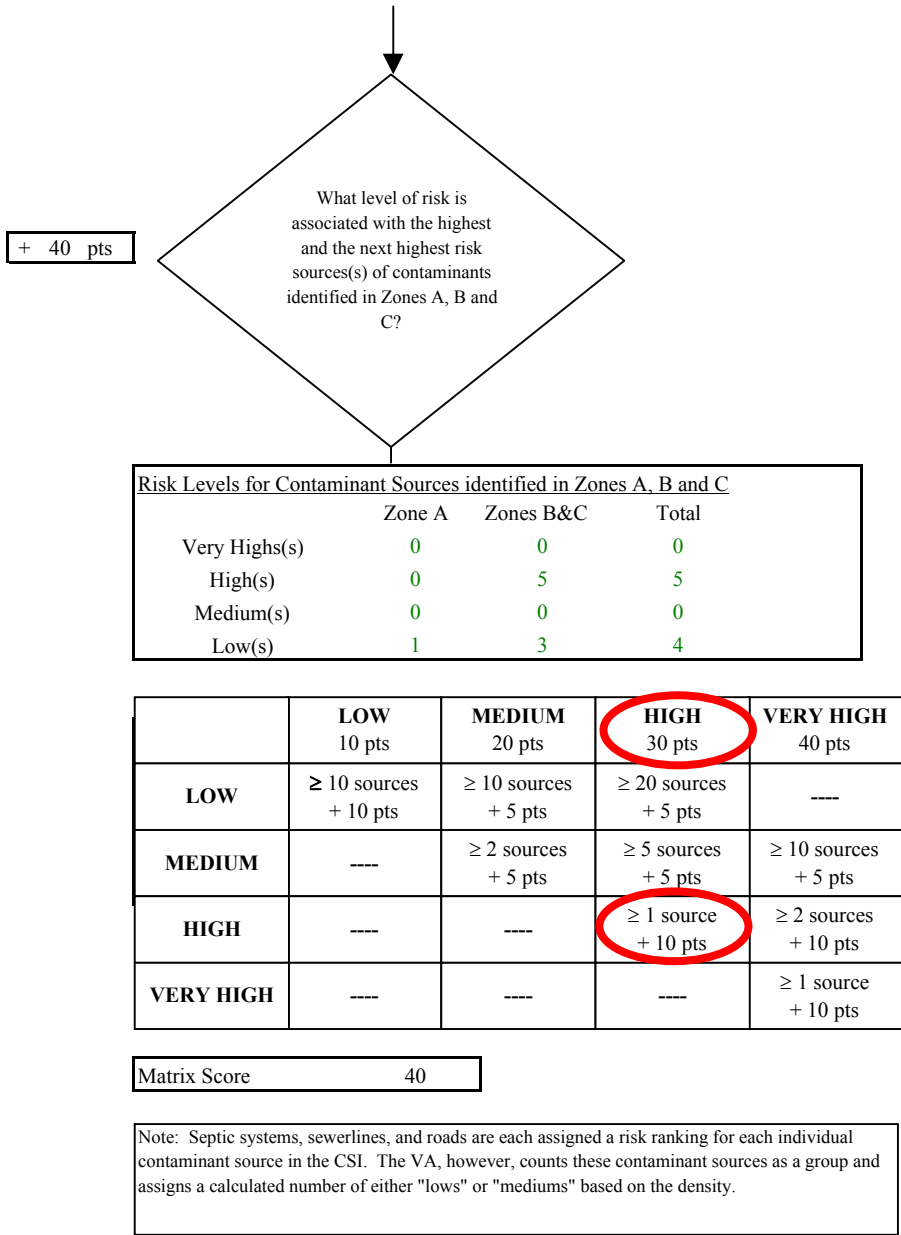 What level of risk is
associated with the highest
and the next highest risk
sources(s) of contaminants
identified in Zones A, B and
C?
+ 40 pts
Risk Levels for Contaminant Sources identified in Zones A, B and C
Zone A Zones B&C Total
Very Highs(s) 0 0 0
High(s) 0 5 5
Medium(s) 0 0 0
Low(s) 1 3 4
LOW MEDIUM HIGH VERY HIGH
10 pts 20 pts 30 pts 40 pts
LOW ≥ 10 sources + 10 pts ≥ 10 sources + 5 pts ≥ 20 sources + 5 pts ----
MEDIUM ---- ≥ 2 sources + 5 pts ≥ 5 sources + 5 pts ≥ 10 sources + 5 pts
HIGH ---- ---- ≥ 1 source + 10 pts ≥ 2 sources + 10 pts
VERY HIGH ---- ---- ---- ≥ 1 source + 10 pts
Matrix Score 40
Note: Septic systems, sewerlines, and roads are each assigned a risk ranking for each individual
contaminant source in the CSI. The VA, however, counts these contaminant sources as a group and
assigns a calculated number of either "lows" or "mediums" based on the density.